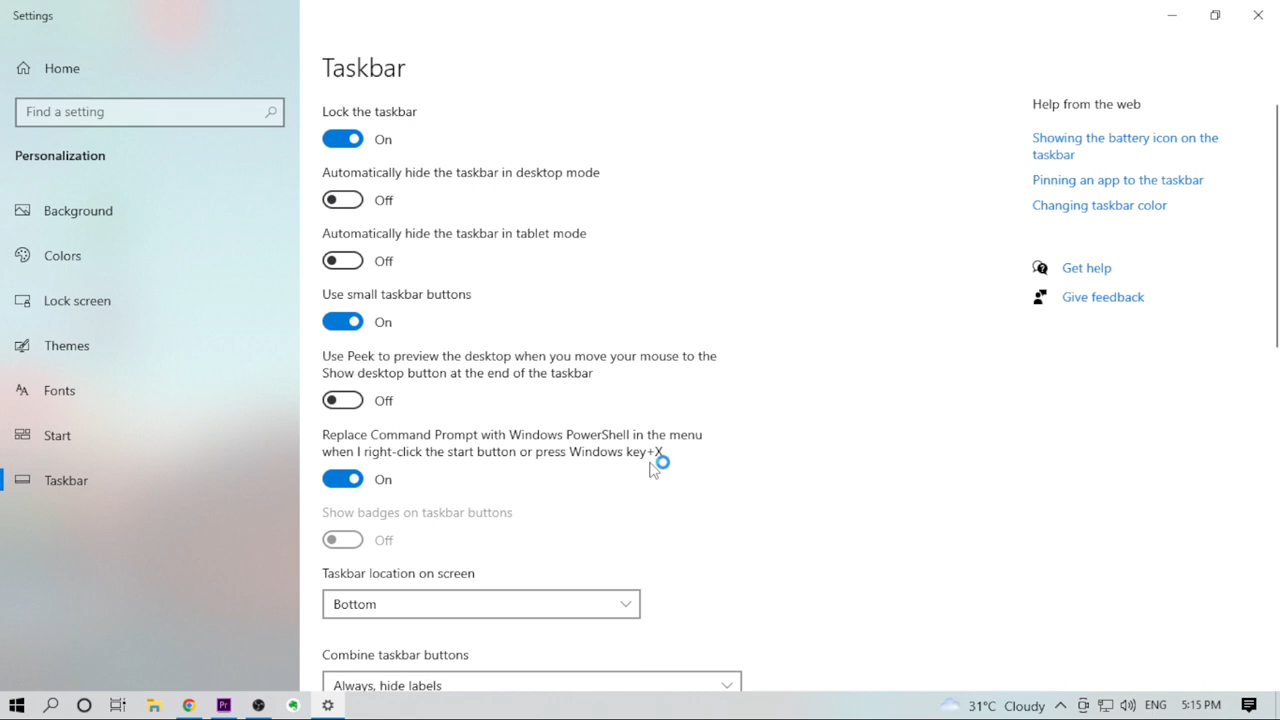 Settings
Home
Find a setting
Personalization
Background
Colors
Lock screen
Themes
Fonts
Start
Taskbar
Taskbar
Lock the taskbar
On
Automatically hide the taskbar in desktop mode
Off
Automatically hide the taskbar in tablet mode
Off
Use small taskbar buttons
On
Use Peek to preview the desktop when you move your mouse to the
Show desktop button at the end of the taskbar
Off
Replace Command Prompt with Windows PowerShell in the menu
when I right-click the start button or press Windows key+X
On
Show badges on taskbar buttons
Off
Taskbar location on screen
Bottom
Combine taskbar buttons
Always, hide labels
Help from the web
Showing the battery icon on the
taskbar
Pinning an app to the taskbar
Changing taskbar color
Get help
Give feedback
Pr
31°C Cloudy
ENG
5:15 PM